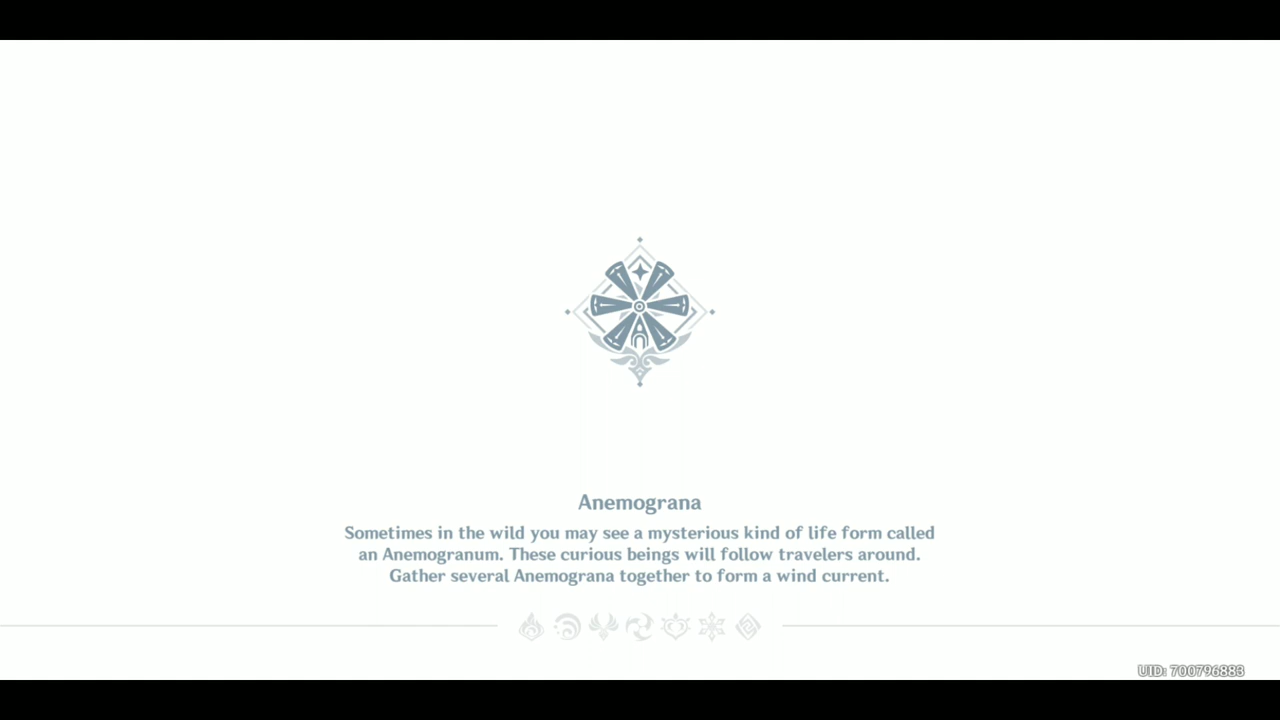 Anemograna
Sometimes in the wild you may see a mysterious kind of life form called
an Anemogranum. These curious beings will follow travelers around.
Gather several Anemograna together to form a wind current.
UID: 700796883